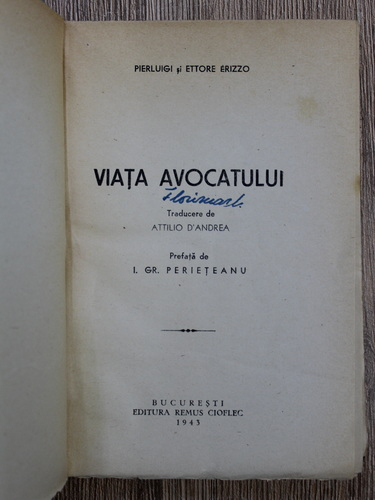 PIERLUIGI și ETTORE ERIZZO
VIAȚA AVOCATULUI
Traducere de
ATTILIO D'ANDREA
Prefață de
I. GR. PERIEȚEANU
BUCUREȘTI
EDITURA REMUS CIOFLEC
1943